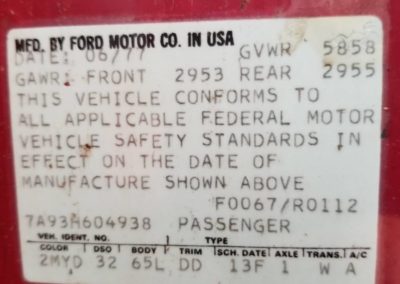 MFD. BY FORD MOTOR CO. IN USA
DATE: 06/77 GVWR 5858
GAWR: FRONT 2953 REAR 2955
THIS VEHICLE CONFORMS TO
ALL APPLICABLE FEDERAL MOTOR
VEHICLE SAFETY STANDARDS IN
EFFECT ON THE DATE OF
MANUFACTURE SHOWN ABOVE
F0067/R0112
7A93H604938 PASSENGER
VEH. IDENT. NO. TYPE
COLOR DSO BODY TRIM SCH. DATE AXLE TRANS. A/C
2MYD 32 65L DD 13F 1 W A